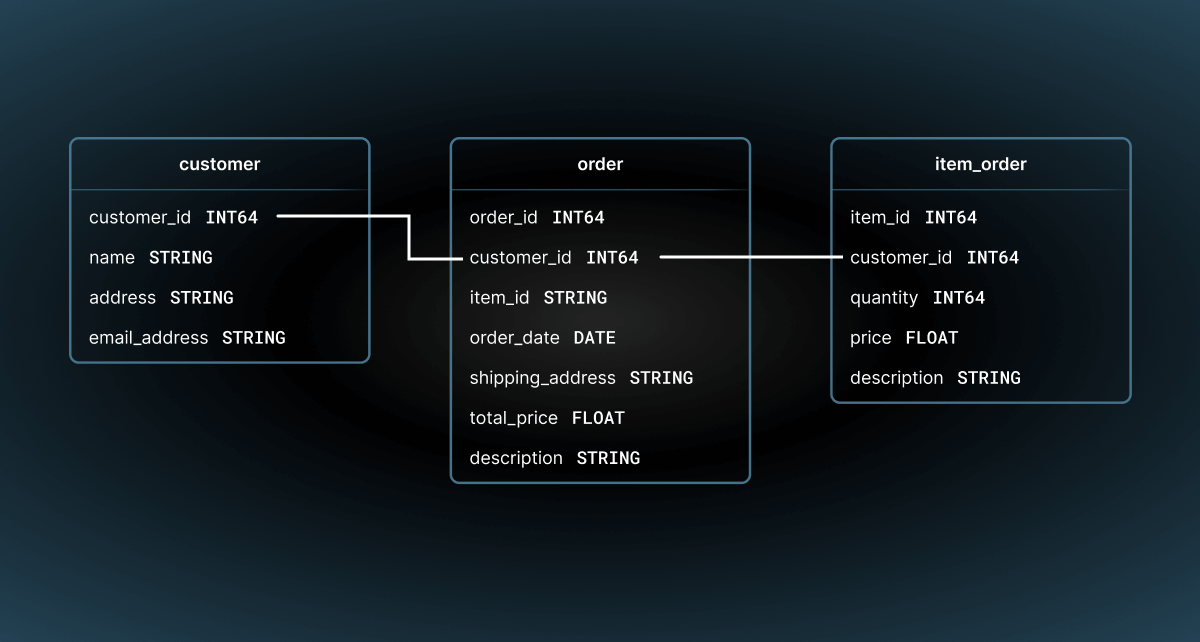 customer
customer_id INT64
name STRING
address STRING
email_address STRING
order
order_id INT64
customer_id INT64
item_id STRING
order_date DATE
shipping_address STRING
total_price FLOAT
description STRING
item_order
item_id INT64
customer_id INT64
quantity INT64
price FLOAT
description STRING